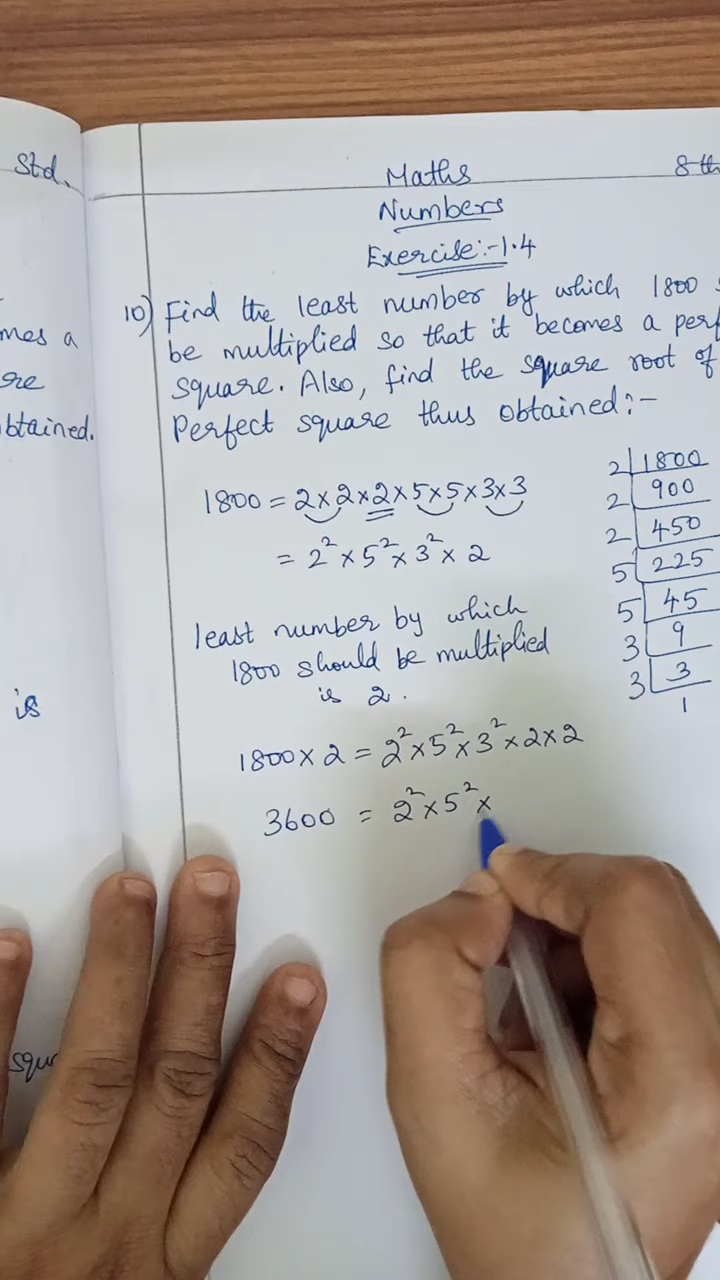 Std.
mes a
re
btained.
is
squ
Maths 8-th
Numbers
Exercise:-1.4
10) Find the least number by which 1800
be multiplied so that it becomes a perf
square. Also, find the square root of
Perfect square thus obtained:-
1800 = 2×2×2×5×5×3×3
= 2²×5²×3²×2
least number by which
1800 should be multiplied
is 2.
1800×2 = 2²×5²×3²×2×2
3600 = 2²×5²×
2 | 1800
2 | 900
2 | 450
5 | 225
5 | 45
3 | 9
3 | 3
1